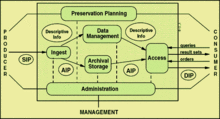 Preservation Planning
PRODUCER
CONSUMER
Descriptive
Info
Data
Management
Descriptive
Info
SIP
Ingest
Access
queries
result sets
orders
AIP
Archival
Storage
AIP
DIP
Administration
MANAGEMENT